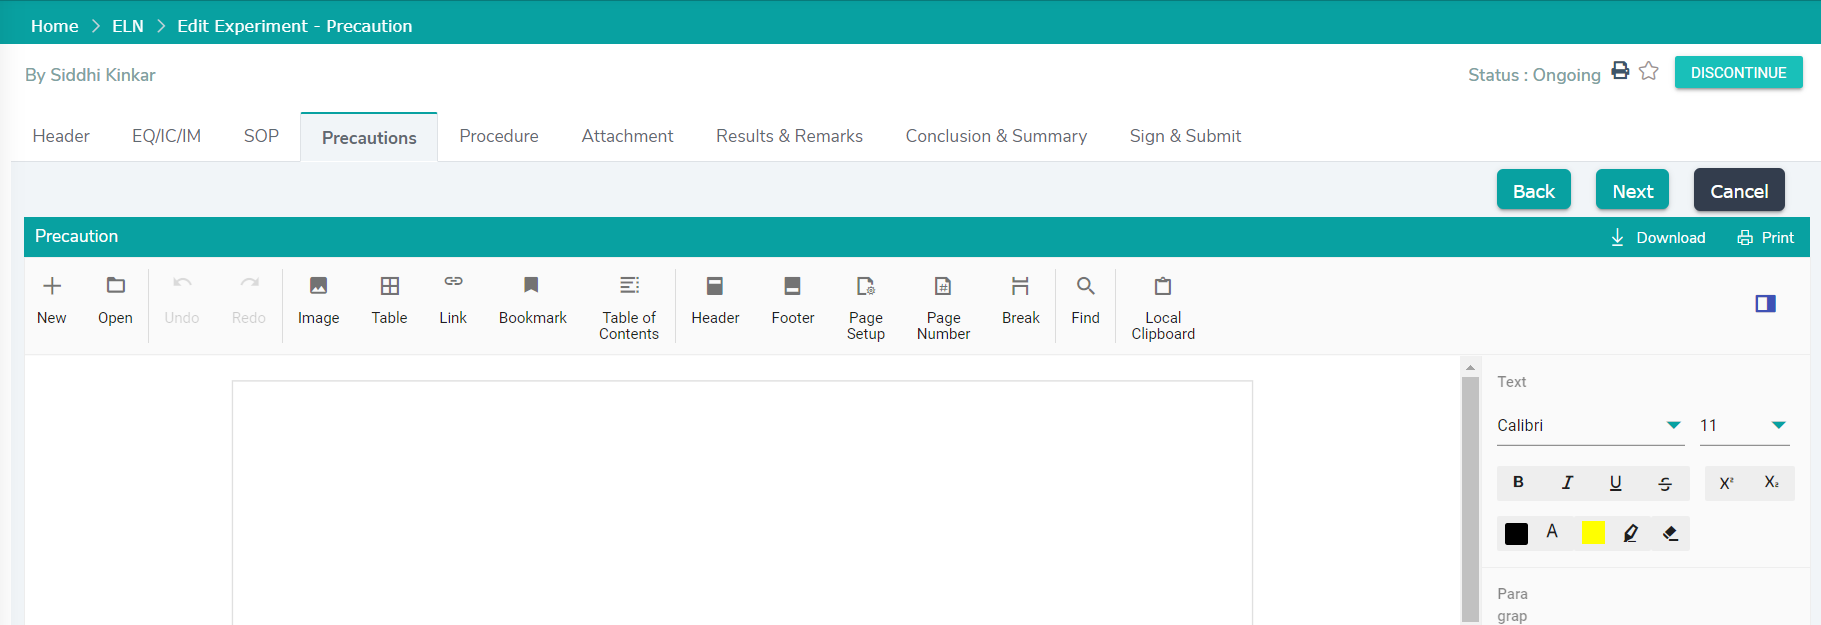 Home > ELN > Edit Experiment - Precaution
By Siddhi Kinkar
Status : Ongoing
DISCONTINUE
Header EQ/IC/IM SOP Precautions Procedure Attachment Results & Remarks Conclusion & Summary Sign & Submit
Back Next Cancel
Precaution
Download Print
New Open Undo Redo Image Table Link Bookmark Table of Contents Header Footer Page Setup Page Number Break Find Local Clipboard
Text
Calibri 11
B I U S X² X₂
A
Para
grap